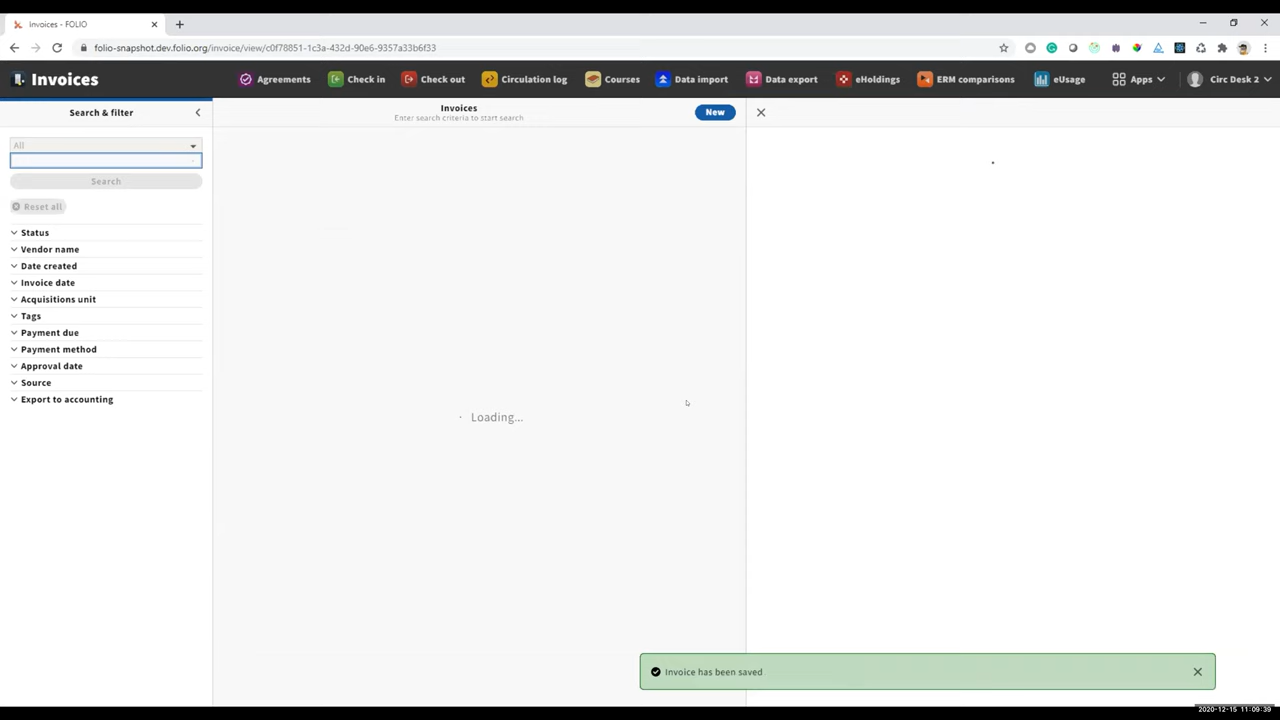 Invoices - FOLIO
folio-snapshot.dev.folio.org/invoice/view/c0f78851-1c3a-432d-90e6-9357a33b6f33
Invoices
Agreements
Check in
Check out
Circulation log
Courses
Data import
Data export
eHoldings
ERM comparisons
eUsage
Apps
Circ Desk 2
Search & filter
All
Search
Reset all
Status
Vendor name
Date created
Invoice date
Acquisitions unit
Tags
Payment due
Payment method
Approval date
Source
Export to accounting
Invoices
Enter search criteria to start search
New
Loading...
Invoice has been saved
2020-12-15 11:09:39